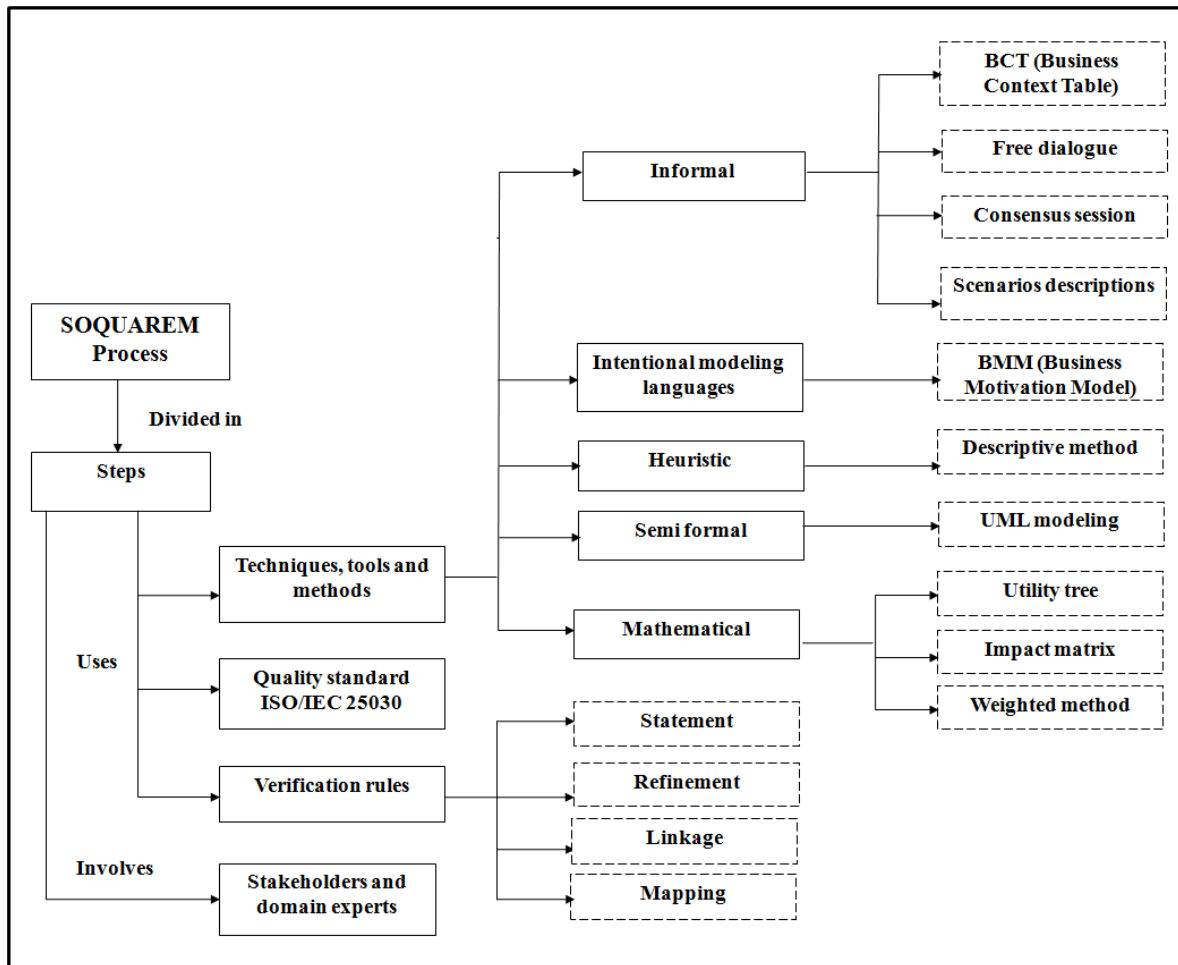 SOQUAREM
Process
Divided in
Steps
Uses
Involves
Techniques, tools and
methods
Quality standard
ISO/IEC 25030
Verification rules
Stakeholders and
domain experts
Informal
Intentional modeling
languages
Heuristic
Semi formal
Mathematical
Statement
Refinement
Linkage
Mapping
BCT (Business
Context Table)
Free dialogue
Consensus session
Scenarios descriptions
BMM (Business
Motivation Model)
Descriptive method
UML modeling
Utility tree
Impact matrix
Weighted method